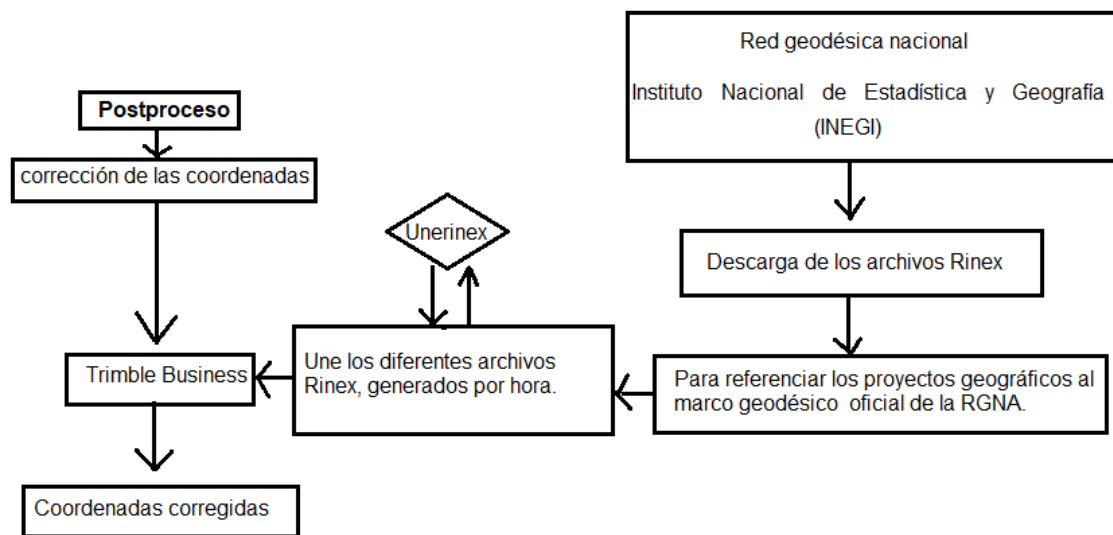 Red geodésica nacional
Instituto Nacional de Estadística y Geografía
(INEGI)
Postproceso
corrección de las coordenadas
Unerinex
Descarga de los archivos Rinex
Une los diferentes archivos
Rinex, generados por hora.
Trimble Business
Para referenciar los proyectos geográficos al
marco geodésico oficial de la RGNA.
Coordenadas corregidas